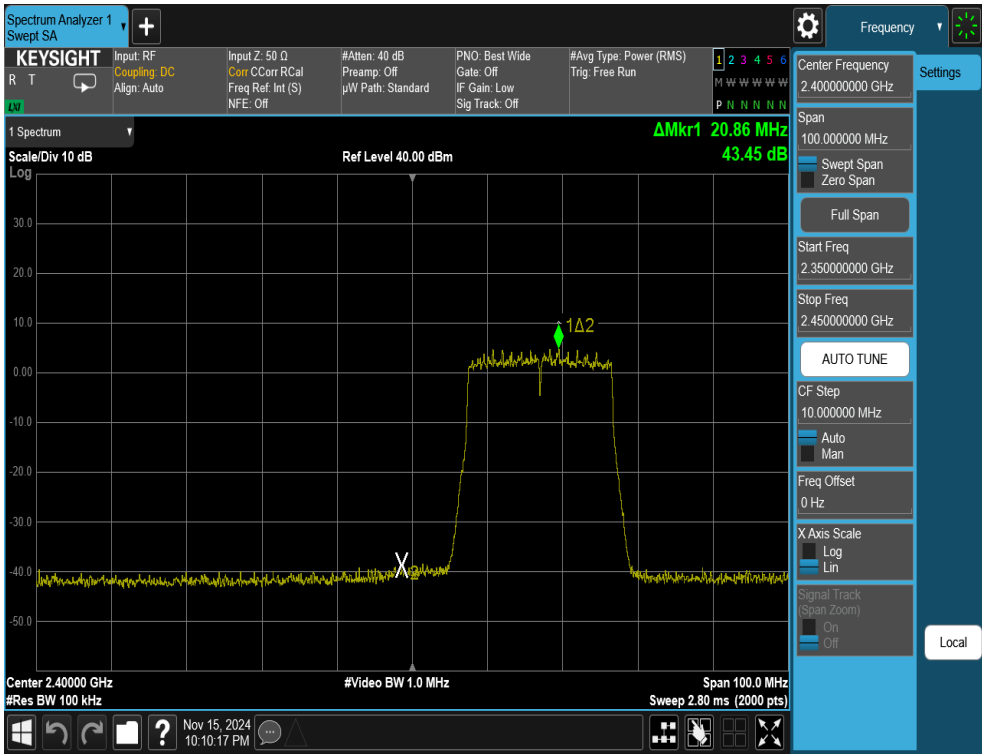 Spectrum Analyzer 1
Swept SA
+
Frequency
KEYSIGHT
R T
LXI
Input: RF
Coupling: DC
Align: Auto
Input Z: 50 Ω
Corr CCorr RCal
Freq Ref: Int (S)
NFE: Off
#Atten: 40 dB
Preamp: Off
µW Path: Standard
PNO: Best Wide
Gate: Off
IF Gain: Low
Sig Track: Off
#Avg Type: Power (RMS)
Trig: Free Run
1 2 3 4 5 6
M W W W W W
P N N N N N
1 Spectrum
Scale/Div 10 dB
Log
Ref Level 40.00 dBm
ΔMkr1 20.86 MHz
43.45 dB
30.0
20.0
10.0
0.00
-10.0
-20.0
-30.0
-40.0
-50.0
1Δ2
X2
Center 2.40000 GHz
#Res BW 100 kHz
#Video BW 1.0 MHz
Span 100.0 MHz
Sweep 2.80 ms (2000 pts)
?
Nov 15, 2024
10:10:17 PM
Center Frequency
2.400000000 GHz
Span
100.000000 MHz
Swept Span
Zero Span
Full Span
Start Freq
2.350000000 GHz
Stop Freq
2.450000000 GHz
AUTO TUNE
CF Step
10.000000 MHz
Auto
Man
Freq Offset
0 Hz
X Axis Scale
Log
Lin
Signal Track
(Span Zoom)
On
Off
Settings
Local